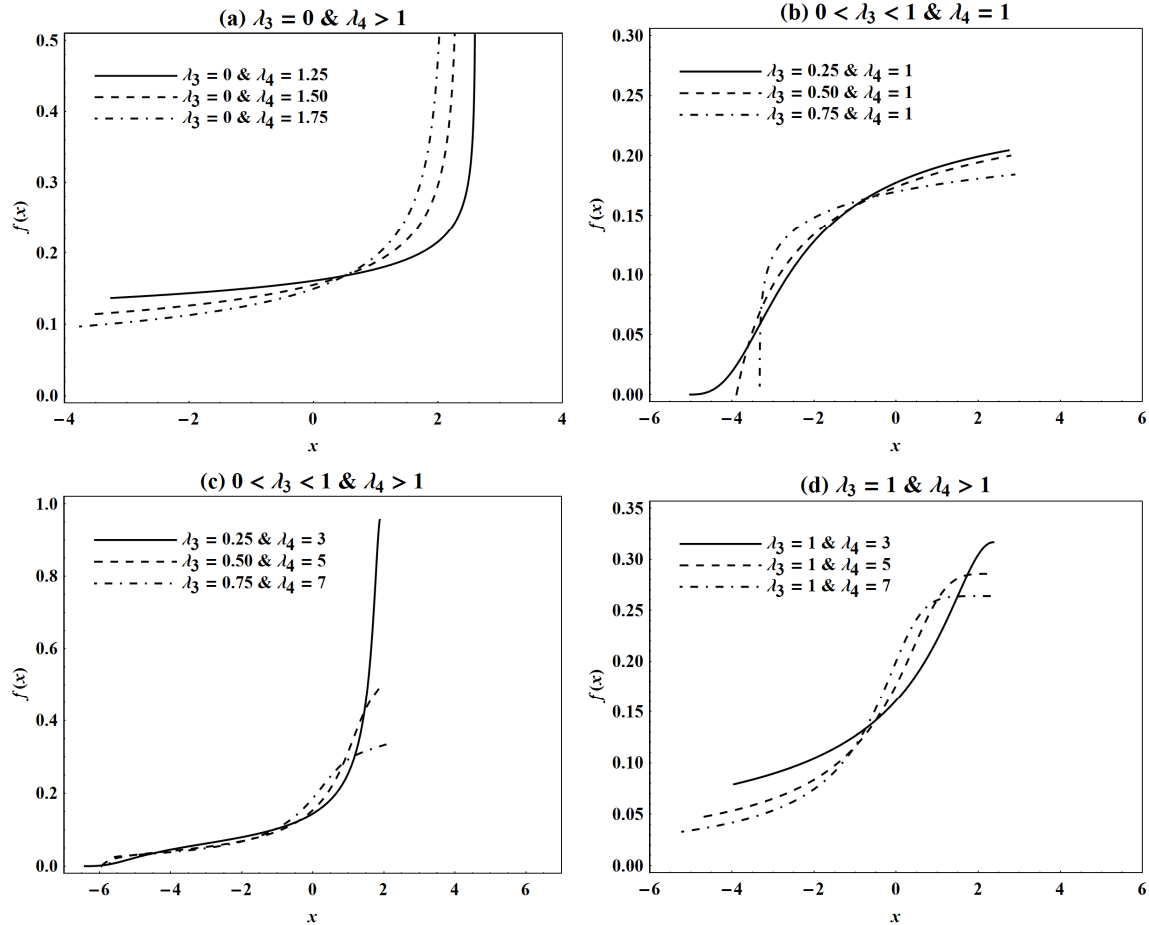 (a) λ₃ = 0 & λ₄ > 1
0.5
0.4
0.3
0.2
0.1
0.0
f(x)
λ₃ = 0 & λ₄ = 1.25
λ₃ = 0 & λ₄ = 1.50
λ₃ = 0 & λ₄ = 1.75
−4 −2 0 2 4
x
(b) 0 < λ₃ < 1 & λ₄ = 1
0.30
0.25
0.20
0.15
0.10
0.05
0.00
f(x)
λ₃ = 0.25 & λ₄ = 1
λ₃ = 0.50 & λ₄ = 1
λ₃ = 0.75 & λ₄ = 1
−6 −4 −2 0 2 4 6
x
(c) 0 < λ₃ < 1 & λ₄ > 1
1.0
0.8
0.6
0.4
0.2
0.0
f(x)
λ₃ = 0.25 & λ₄ = 3
λ₃ = 0.50 & λ₄ = 5
λ₃ = 0.75 & λ₄ = 7
−6 −4 −2 0 2 4 6
x
(d) λ₃ = 1 & λ₄ > 1
0.35
0.30
0.25
0.20
0.15
0.10
0.05
0.00
f(x)
λ₃ = 1 & λ₄ = 3
λ₃ = 1 & λ₄ = 5
λ₃ = 1 & λ₄ = 7
−6 −4 −2 0 2 4 6
x